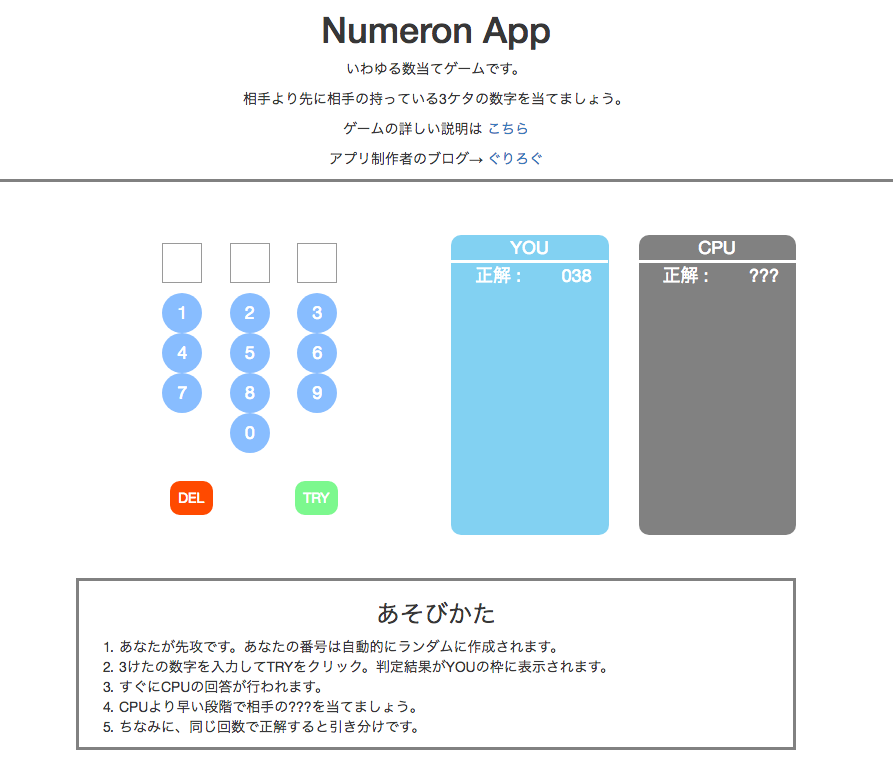 Numeron App
いわゆる数当てゲームです。
相手より先に相手の持っている3ケタの数字を当てましょう。
ゲームの詳しい説明は こちら
アプリ制作者のブログ→ ぐりろぐ
YOU
正解： 038
CPU
正解： ???
1 2 3
4 5 6
7 8 9
0
DEL TRY
あそびかた
1. あなたが先攻です。あなたの番号は自動的にランダムに作成されます。
2. 3けたの数字を入力してTRYをクリック。判定結果がYOUの枠に表示されます。
3. すぐにCPUの回答が行われます。
4. CPUより早い段階で相手の???を当てましょう。
5. ちなみに、同じ回数で正解すると引き分けです。